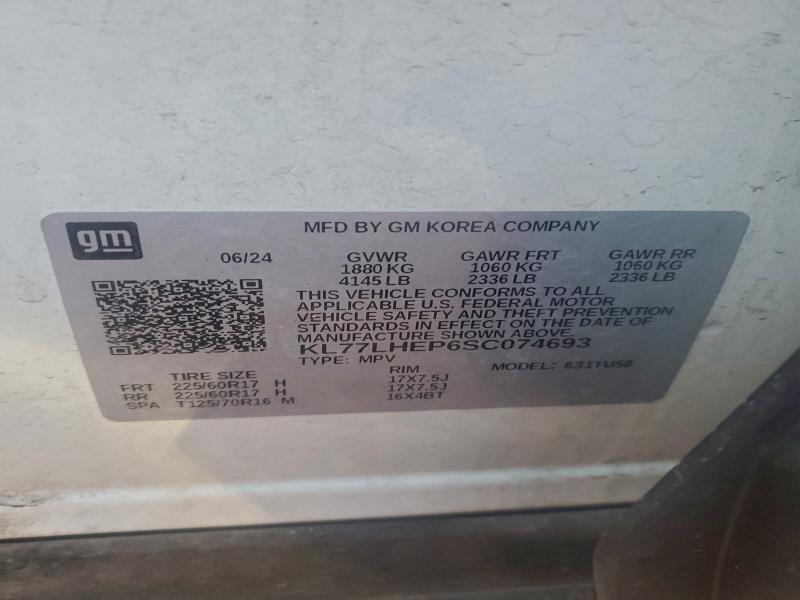 gm
MFD BY GM KOREA COMPANY
06/24 GVWR GAWR FRT GAWR RR
1880 KG 1060 KG 1060 KG
4145 LB 2336 LB 2336 LB
THIS VEHICLE CONFORMS TO ALL
APPLICABLE U.S. FEDERAL MOTOR
VEHICLE SAFETY AND THEFT PREVENTION
STANDARDS IN EFFECT ON THE DATE OF
MANUFACTURE SHOWN ABOVE.
KL77LHEP6SC074693
TYPE: MPV MODEL: 631TU58
TIRE SIZE RIM
FRT 225/60R17 H 17X7.5J
RR 225/60R17 H 17X7.5J
SPA T125/70R16 M 16X4BT